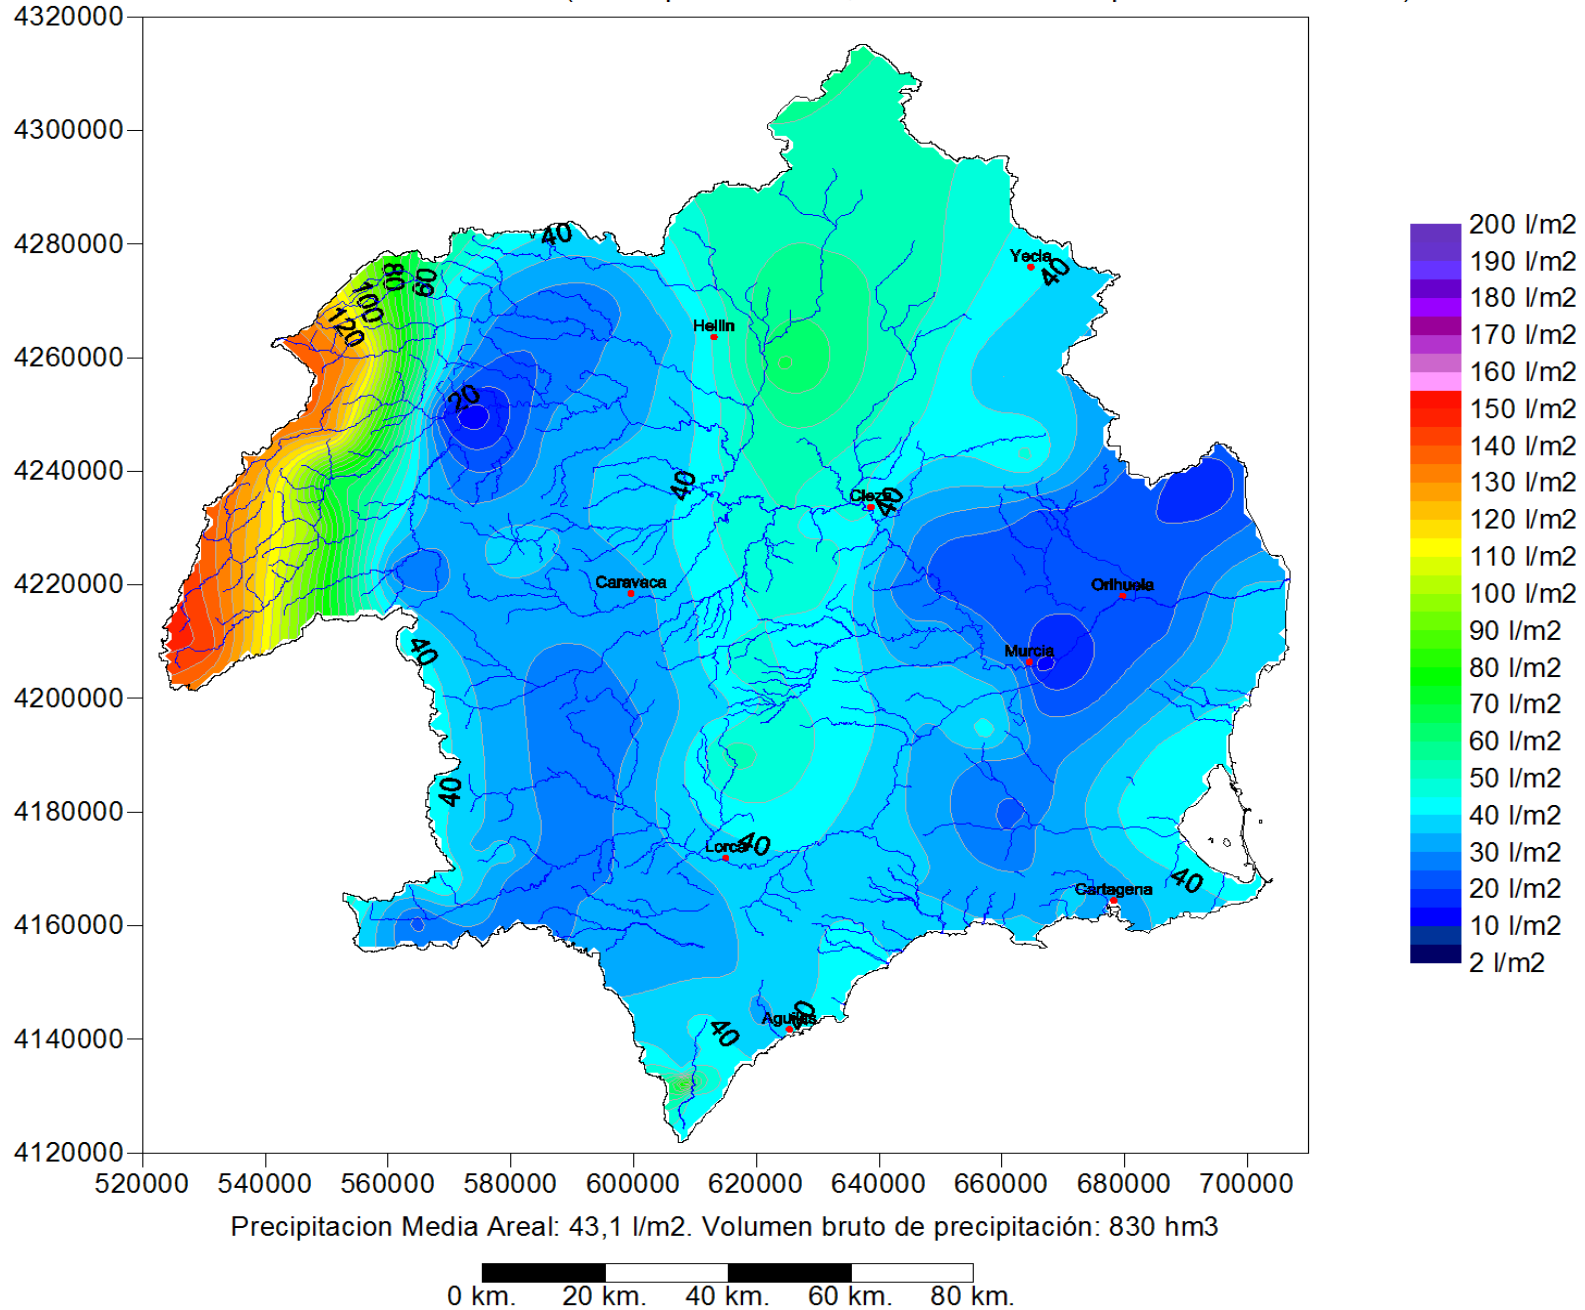 4320000
4300000
4280000
4260000
4240000
4220000
4200000
4180000
4160000
4140000
4120000
520000 540000 560000 580000 600000 620000 640000 660000 680000 700000
40
80
60
100
120
20
40
40
40
40
40
40
40
40
40
40
Yecla
Hellin
Cieza
Caravaca
Orihuela
Murcia
Lorca
Cartagena
Aguilas
200 l/m2
190 l/m2
180 l/m2
170 l/m2
160 l/m2
150 l/m2
140 l/m2
130 l/m2
120 l/m2
110 l/m2
100 l/m2
90 l/m2
80 l/m2
70 l/m2
60 l/m2
50 l/m2
40 l/m2
30 l/m2
20 l/m2
10 l/m2
2 l/m2
Precipitacion Media Areal: 43,1 l/m2. Volumen bruto de precipitación: 830 hm3
0 km. 20 km. 40 km. 60 km. 80 km.